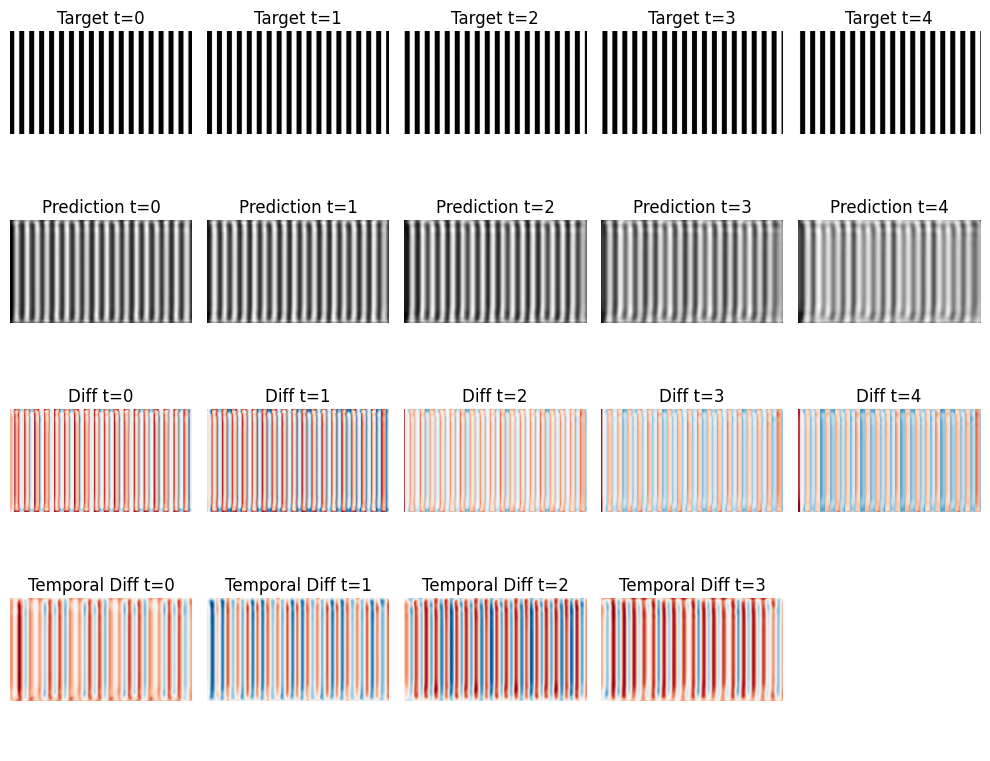 Target t=0 Target t=1 Target t=2 Target t=3 Target t=4
Prediction t=0 Prediction t=1 Prediction t=2 Prediction t=3 Prediction t=4
Diff t=0 Diff t=1 Diff t=2 Diff t=3 Diff t=4
Temporal Diff t=0 Temporal Diff t=1 Temporal Diff t=2 Temporal Diff t=3